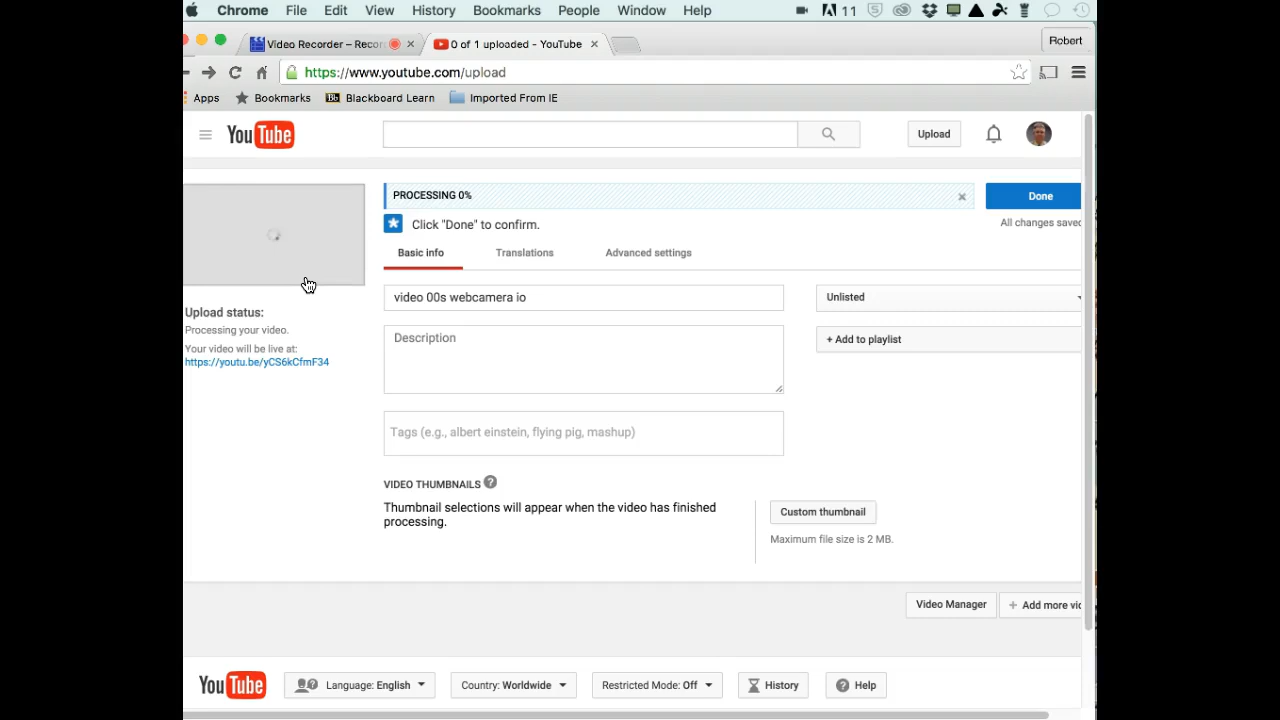 Chrome File Edit View History Bookmarks People Window Help 11
Video Recorder – Recor 0 of 1 uploaded - YouTube Robert
https://www.youtube.com/upload
Apps Bookmarks Bb Blackboard Learn Imported From IE
YouTube Upload
PROCESSING 0% Done
Click "Done" to confirm. All changes saved
Basic info Translations Advanced settings
video 00s webcamera io Unlisted
Upload status:
Processing your video.
Your video will be live at:
https://youtu.be/yCS6kCfmF34
Description + Add to playlist
Tags (e.g., albert einstein, flying pig, mashup)
VIDEO THUMBNAILS ?
Thumbnail selections will appear when the video has finished
processing.
Custom thumbnail
Maximum file size is 2 MB.
Video Manager + Add more vid
YouTube Language: English Country: Worldwide Restricted Mode: Off History Help